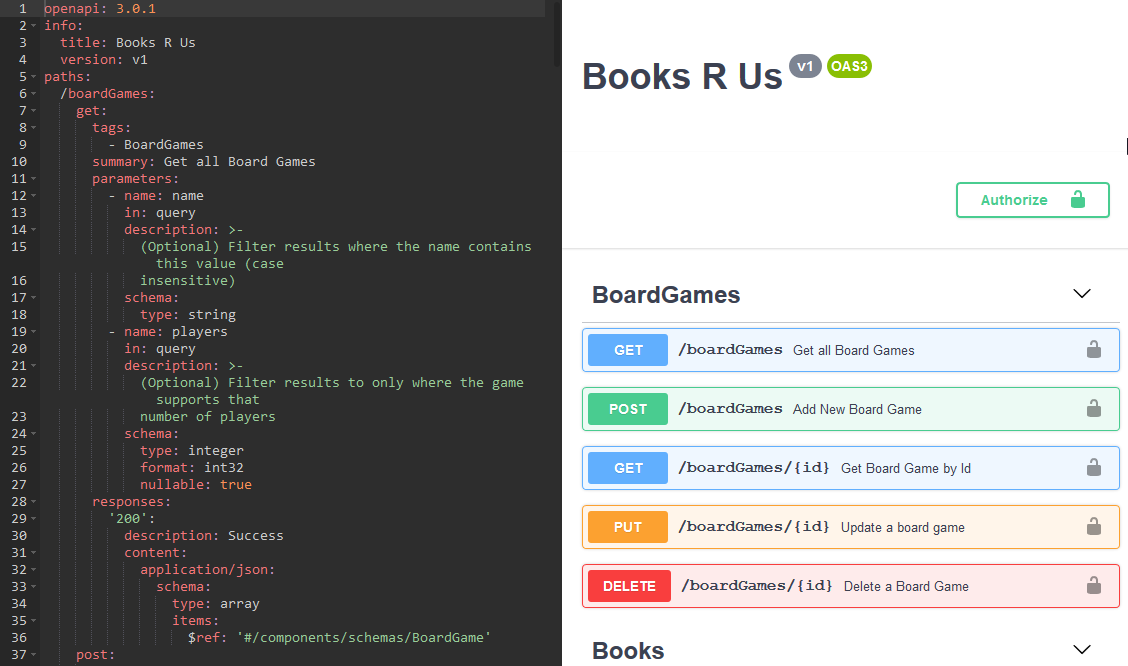 1 openapi: 3.0.1
2 info:
3 title: Books R Us
4 version: v1
5 paths:
6 /boardGames:
7 get:
8 tags:
9 - BoardGames
10 summary: Get all Board Games
11 parameters:
12 - name: name
13 in: query
14 description: >-
15 (Optional) Filter results where the name contains
this value (case
16 insensitive)
17 schema:
18 type: string
19 - name: players
20 in: query
21 description: >-
22 (Optional) Filter results to only where the game
supports that
23 number of players
24 schema:
25 type: integer
26 format: int32
27 nullable: true
28 responses:
29 '200':
30 description: Success
31 content:
32 application/json:
33 schema:
34 type: array
35 items:
36 $ref: '#/components/schemas/BoardGame'
37 post:
Books R Us v1 OAS3
Authorize
BoardGames
GET /boardGames Get all Board Games
POST /boardGames Add New Board Game
GET /boardGames/{id} Get Board Game by Id
PUT /boardGames/{id} Update a board game
DELETE /boardGames/{id} Delete a Board Game
Books